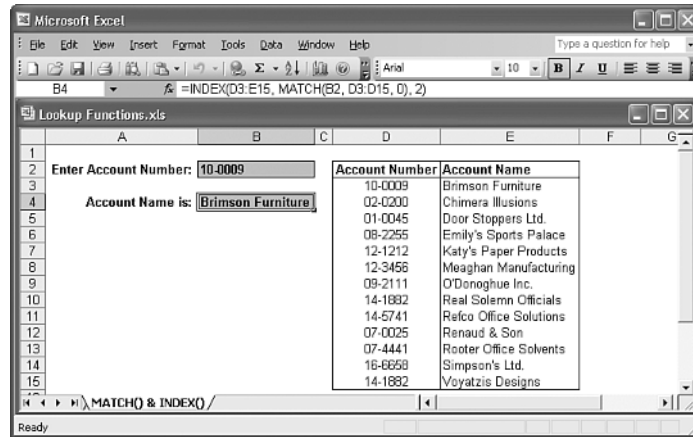 Microsoft Excel
File Edit View Insert Format Tools Data Window Help Type a question for help
Arial 10 B I U
B4 fx =INDEX(D3:E15, MATCH(B2, D3:D15, 0), 2)
Lookup Functions.xls
A B C D E F G
1
2 Enter Account Number: 10-0009 Account Number Account Name
3 10-0009 Brimson Furniture
4 Account Name is: Brimson Furniture 02-0200 Chimera Illusions
5 01-0045 Door Stoppers Ltd.
6 08-2255 Emily's Sports Palace
7 12-1212 Katy's Paper Products
8 12-3456 Meaghan Manufacturing
9 09-2111 O'Donoghue Inc.
10 14-1882 Real Solemn Officials
11 14-5741 Refco Office Solutions
12 07-0025 Renaud & Son
13 07-4441 Rooter Office Solvents
14 16-6658 Simpson's Ltd.
15 14-1882 Voyatzis Designs
MATCH() & INDEX()
Ready